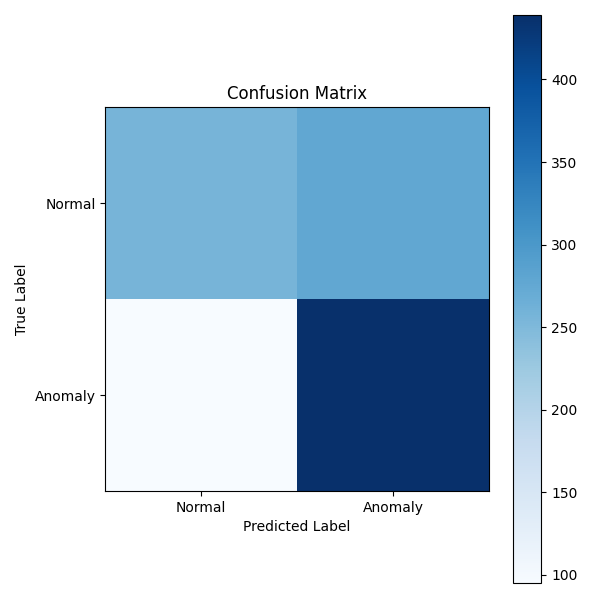 Confusion Matrix
True Label
Normal
Anomaly
Normal Anomaly
Predicted Label
400
350
300
250
200
150
100